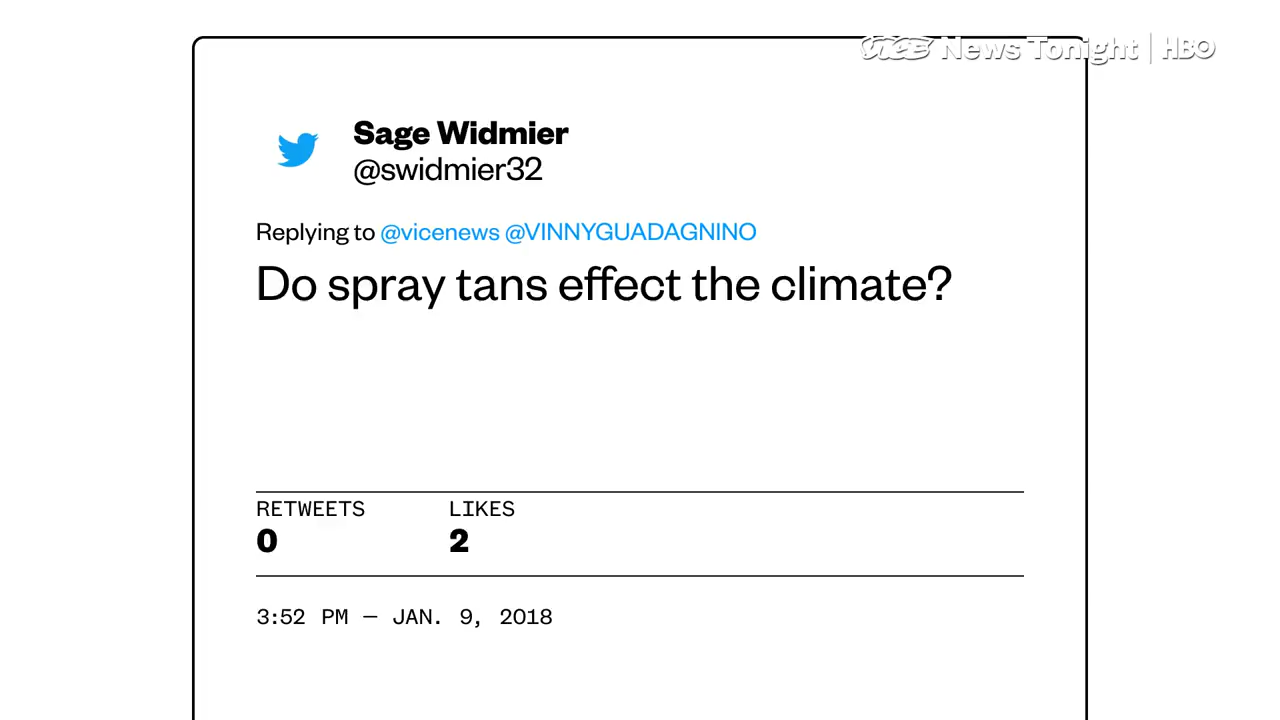 VICE News Tonight | HBO
Sage Widmier
@swidmier32
Replying to @vicenews @VINNYGUADAGNINO
Do spray tans effect the climate?
RETWEETS LIKES
0 2
3:52 PM — JAN. 9, 2018